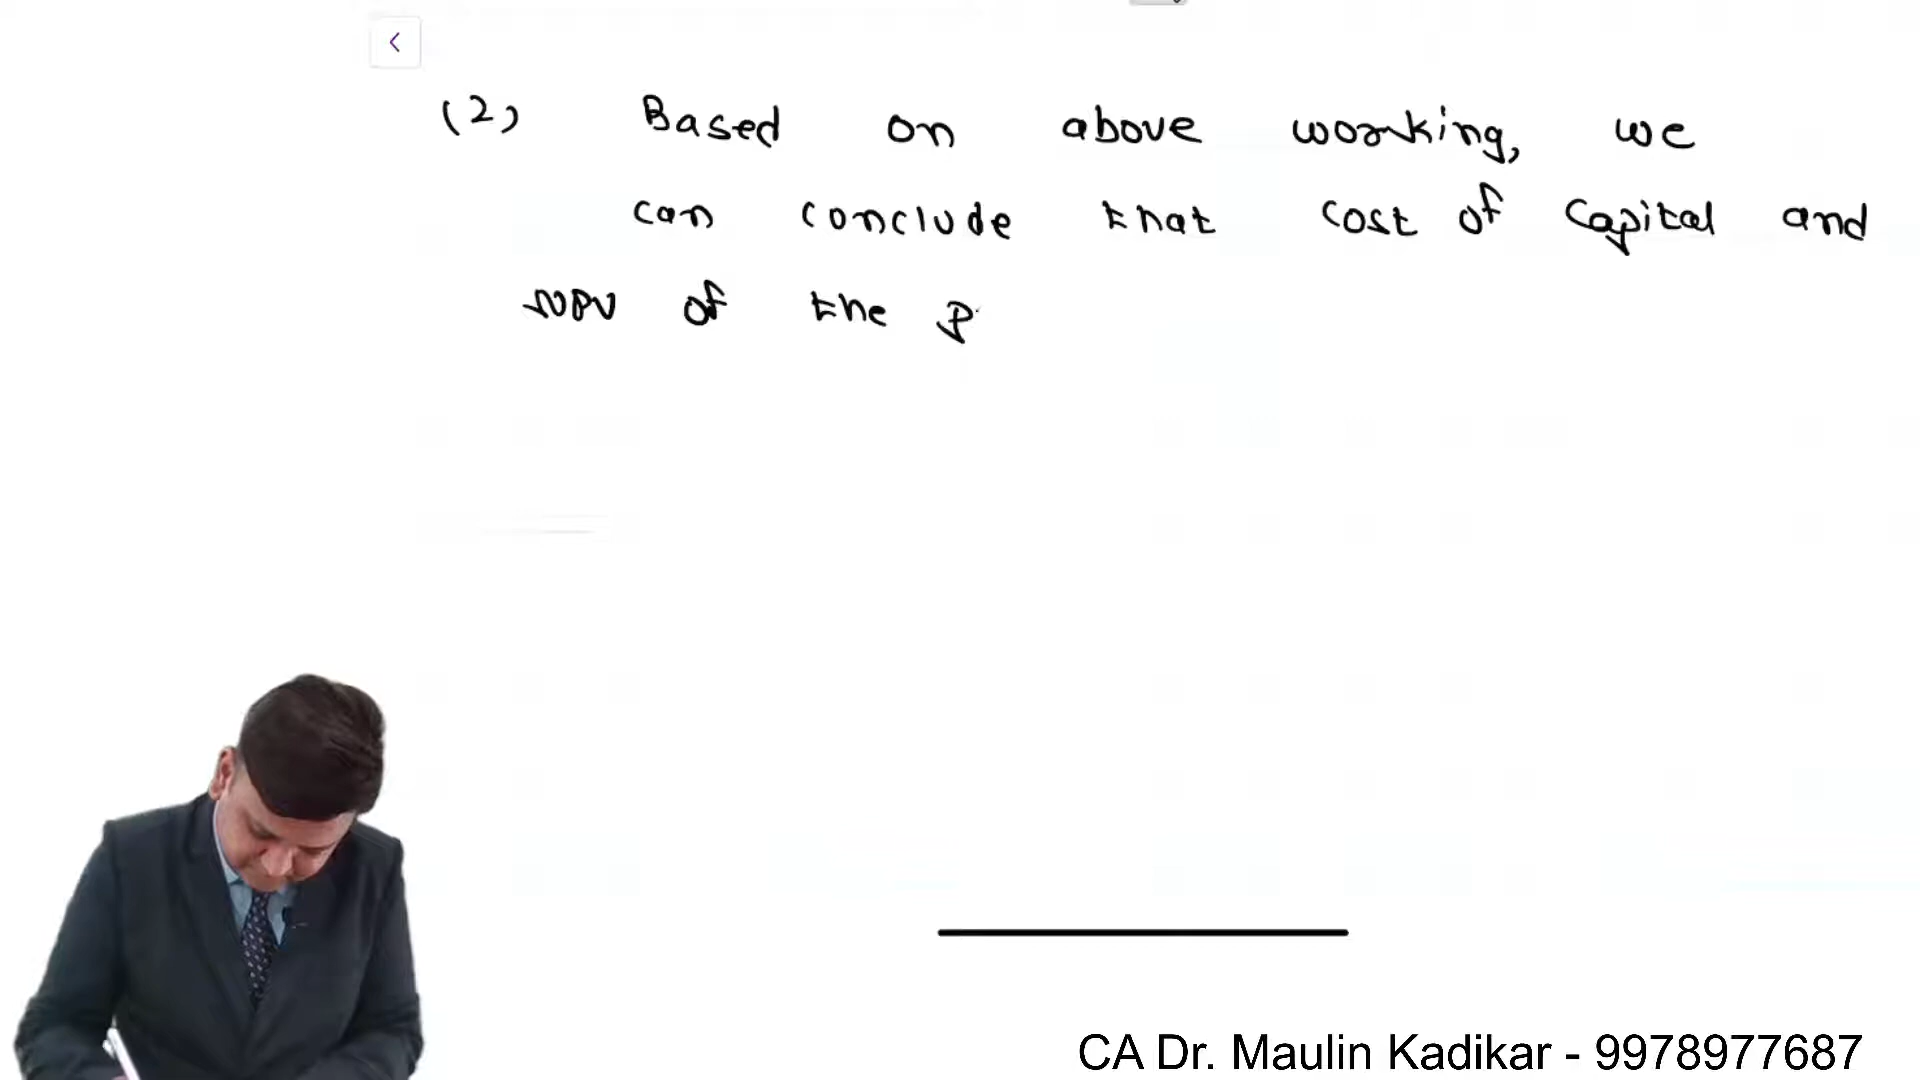 (2) Based on above working, we
can conclude that cost of capital and
NPV of the P
CA Dr. Maulin Kadikar - 9978977687